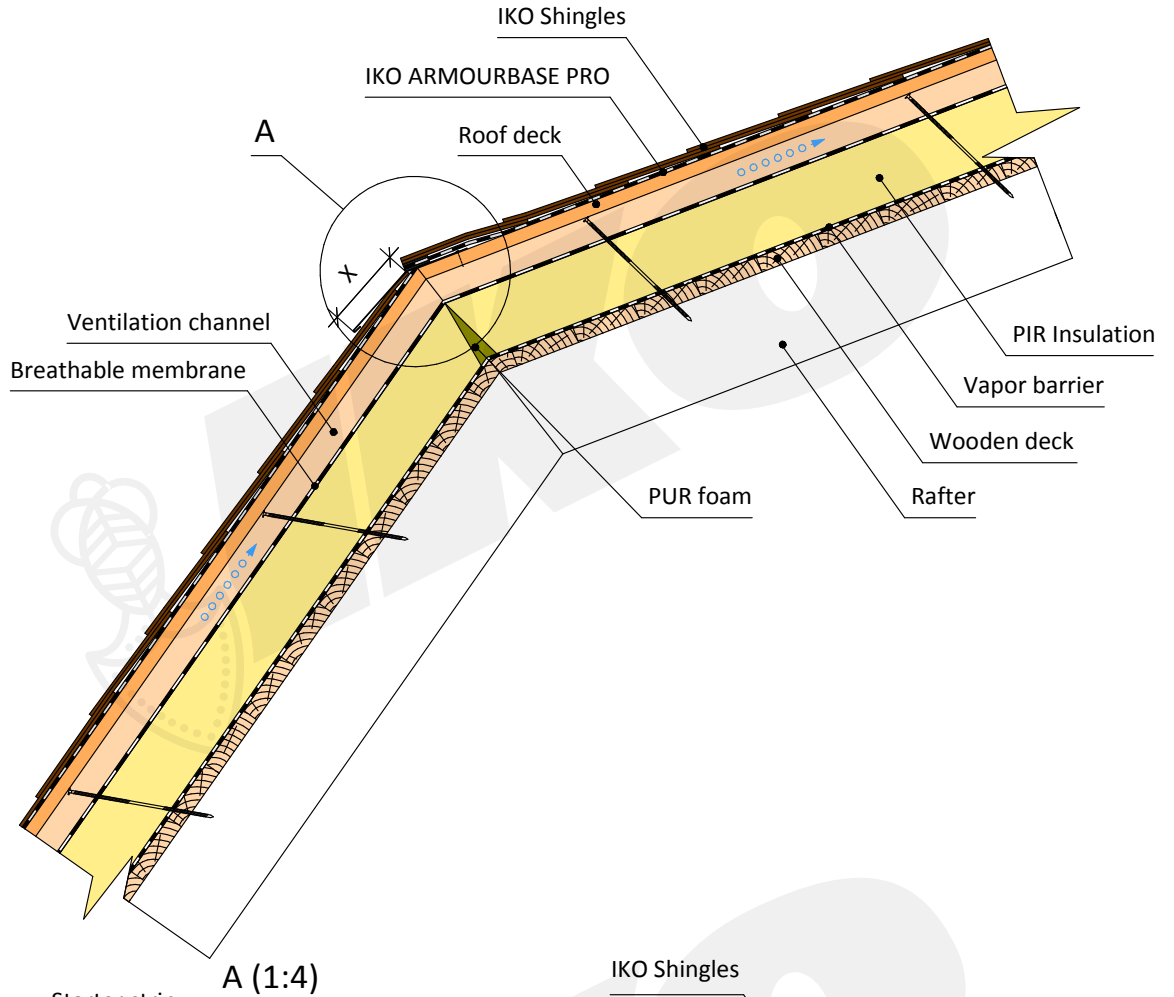 IKO Shingles
IKO ARMOURBASE PRO
A
Roof deck
X
Ventilation channel
Breathable membrane
PIR Insulation
Vapor barrier
Wooden deck
PUR foam
Rafter
IKO
A (1:4)
IKO Shingles